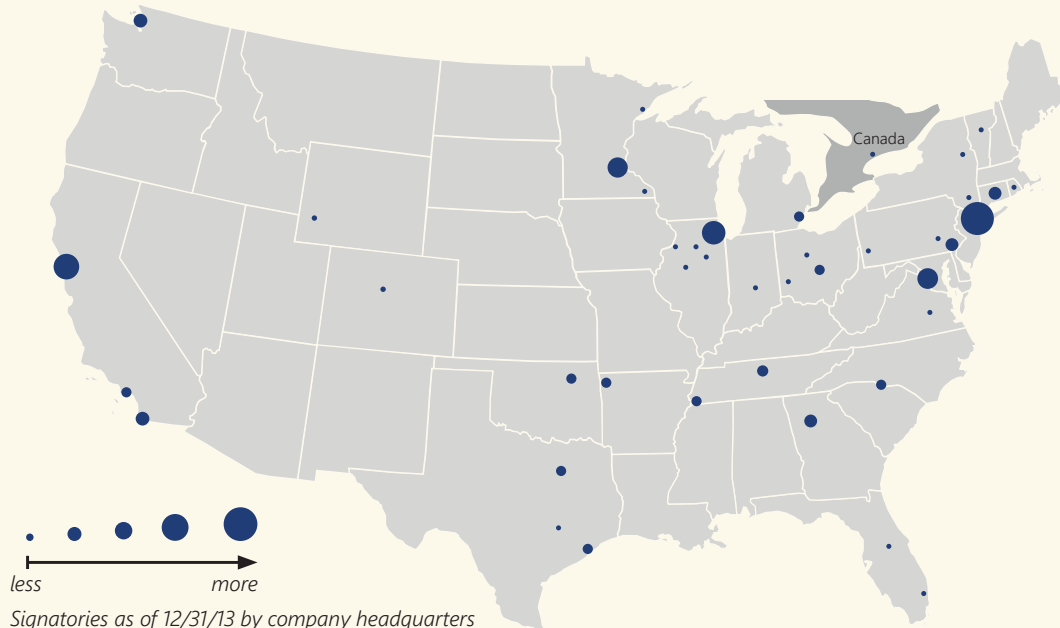 Canada
less more
Signatories as of 12/31/13 by company headquarters